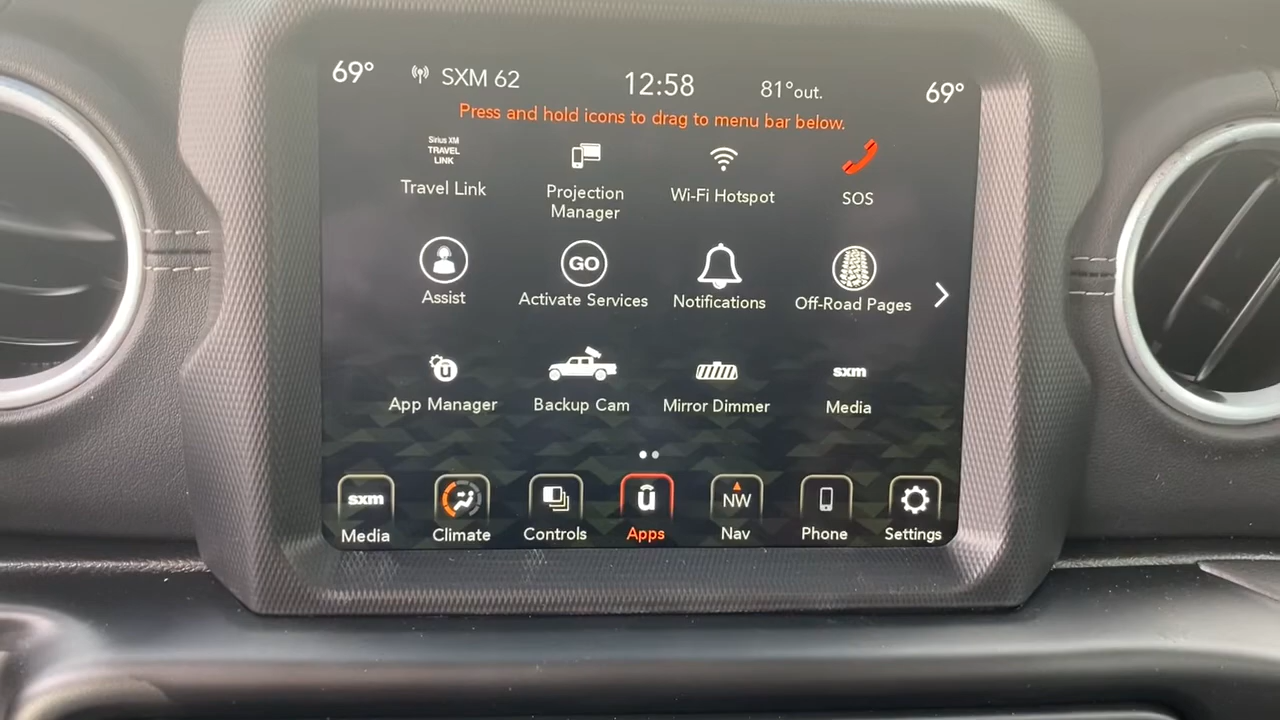 69° SXM 62 12:58 81°out. 69°
Press and hold icons to drag to menu bar below.
Sirius XM
TRAVEL
LINK
Travel Link
Projection
Manager
Wi-Fi Hotspot
SOS
Assist
GO
Activate Services
Notifications
Off-Road Pages
u
App Manager
Backup Cam
Mirror Dimmer
sxm
Media
sxm
Media
Climate
Controls
u
Apps
NW
Nav
Phone
Settings